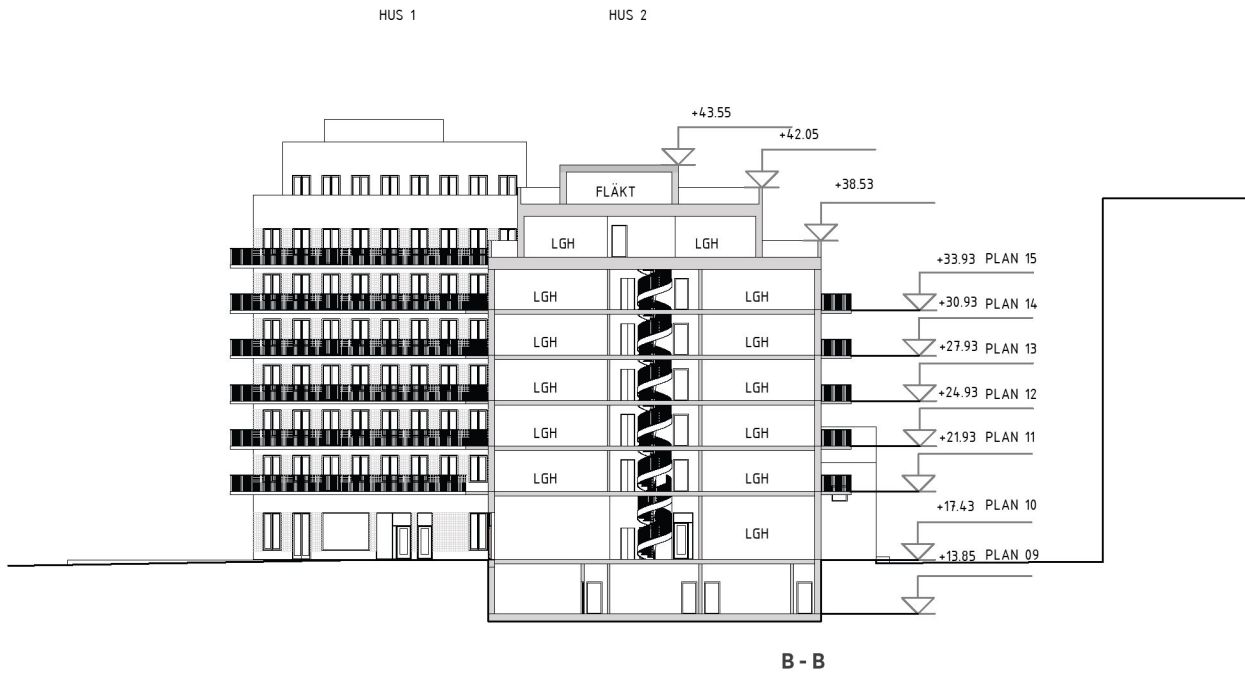 HUS 1
HUS 2
+43.55
+42.05
+38.53
FLÄKT
LGH LGH
+33.93 PLAN 15
LGH LGH
+30.93 PLAN 14
LGH LGH
+27.93 PLAN 13
LGH LGH
+24.93 PLAN 12
LGH LGH
+21.93 PLAN 11
LGH LGH
+17.43 PLAN 10
LGH
+13.85 PLAN 09
B - B